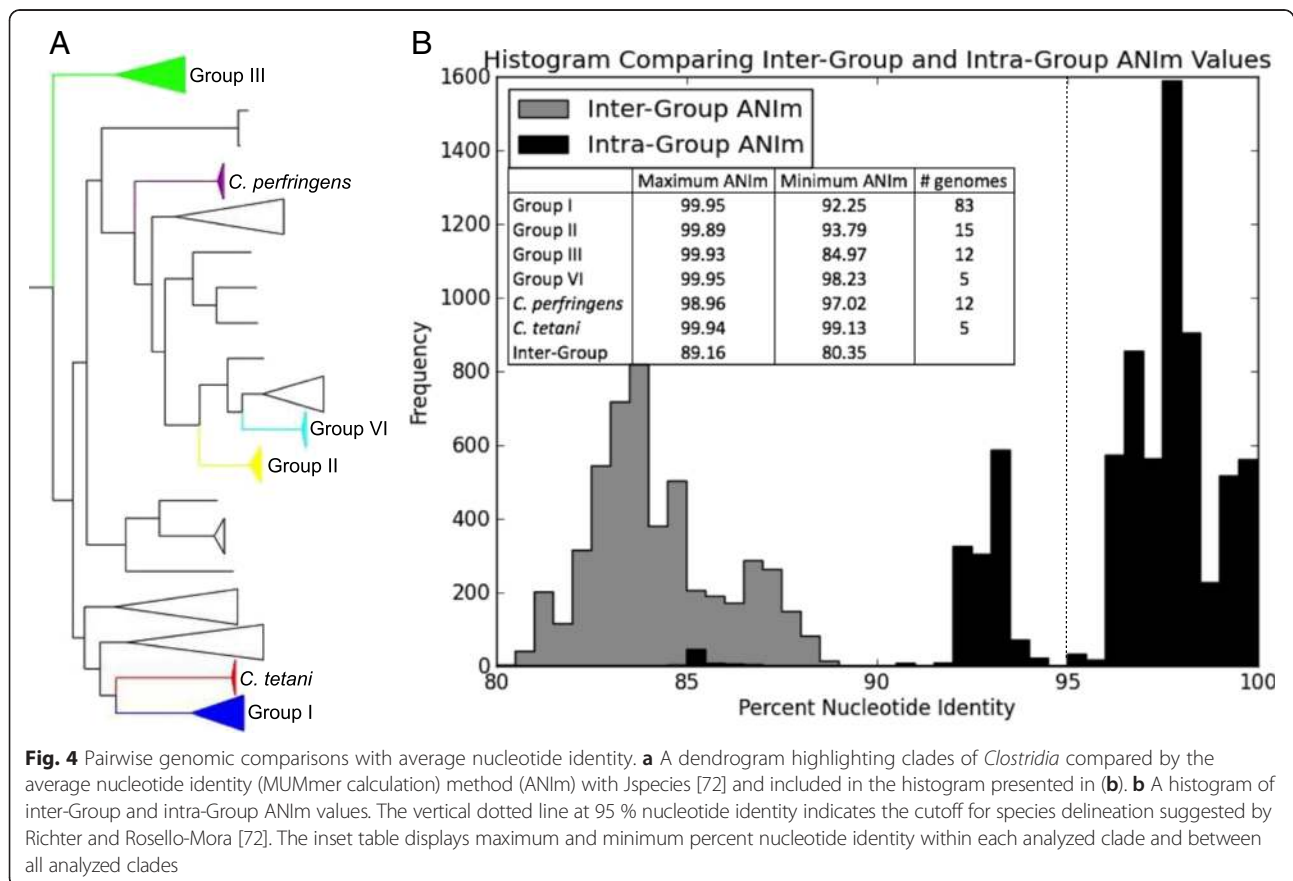 A
Group III
C. perfringens
Group VI
Group II
C. tetani
Group I
B
Histogram Comparing Inter-Group and Intra-Group ANIm Values
Inter-Group ANIm
Intra-Group ANIm
Maximum ANIm Minimum ANIm # genomes
Group I 99.95 92.25 83
Group II 99.89 93.79 15
Group III 99.93 84.97 12
Group VI 99.95 98.23 5
C. perfringens 98.96 97.02 12
C. tetani 99.94 99.13 5
Inter-Group 89.16 80.35
1600
1400
1200
1000
800
600
400
200
0
Frequency
80 85 90 95 100
Percent Nucleotide Identity
Fig. 4 Pairwise genomic comparisons with average nucleotide identity. a A dendrogram highlighting clades of Clostridia compared by the
average nucleotide identity (MUMmer calculation) method (ANIm) with Jspecies [72] and included in the histogram presented in (b). b A histogram of
inter-Group and intra-Group ANIm values. The vertical dotted line at 95 % nucleotide identity indicates the cutoff for species delineation suggested by
Richter and Rosello-Mora [72]. The inset table displays maximum and minimum percent nucleotide identity within each analyzed clade and between
all analyzed clades